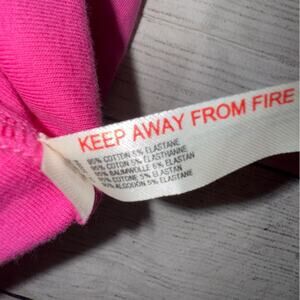 KEEP AWAY FROM FIRE
95% COTTON 5% ELASTANE
95% COTON 5% ELASTHANNE
95% BAUMWOLLE 5% ELASTAN
95% COTONE 5% ELASTAN
95% ALGODON 5% ELASTANE